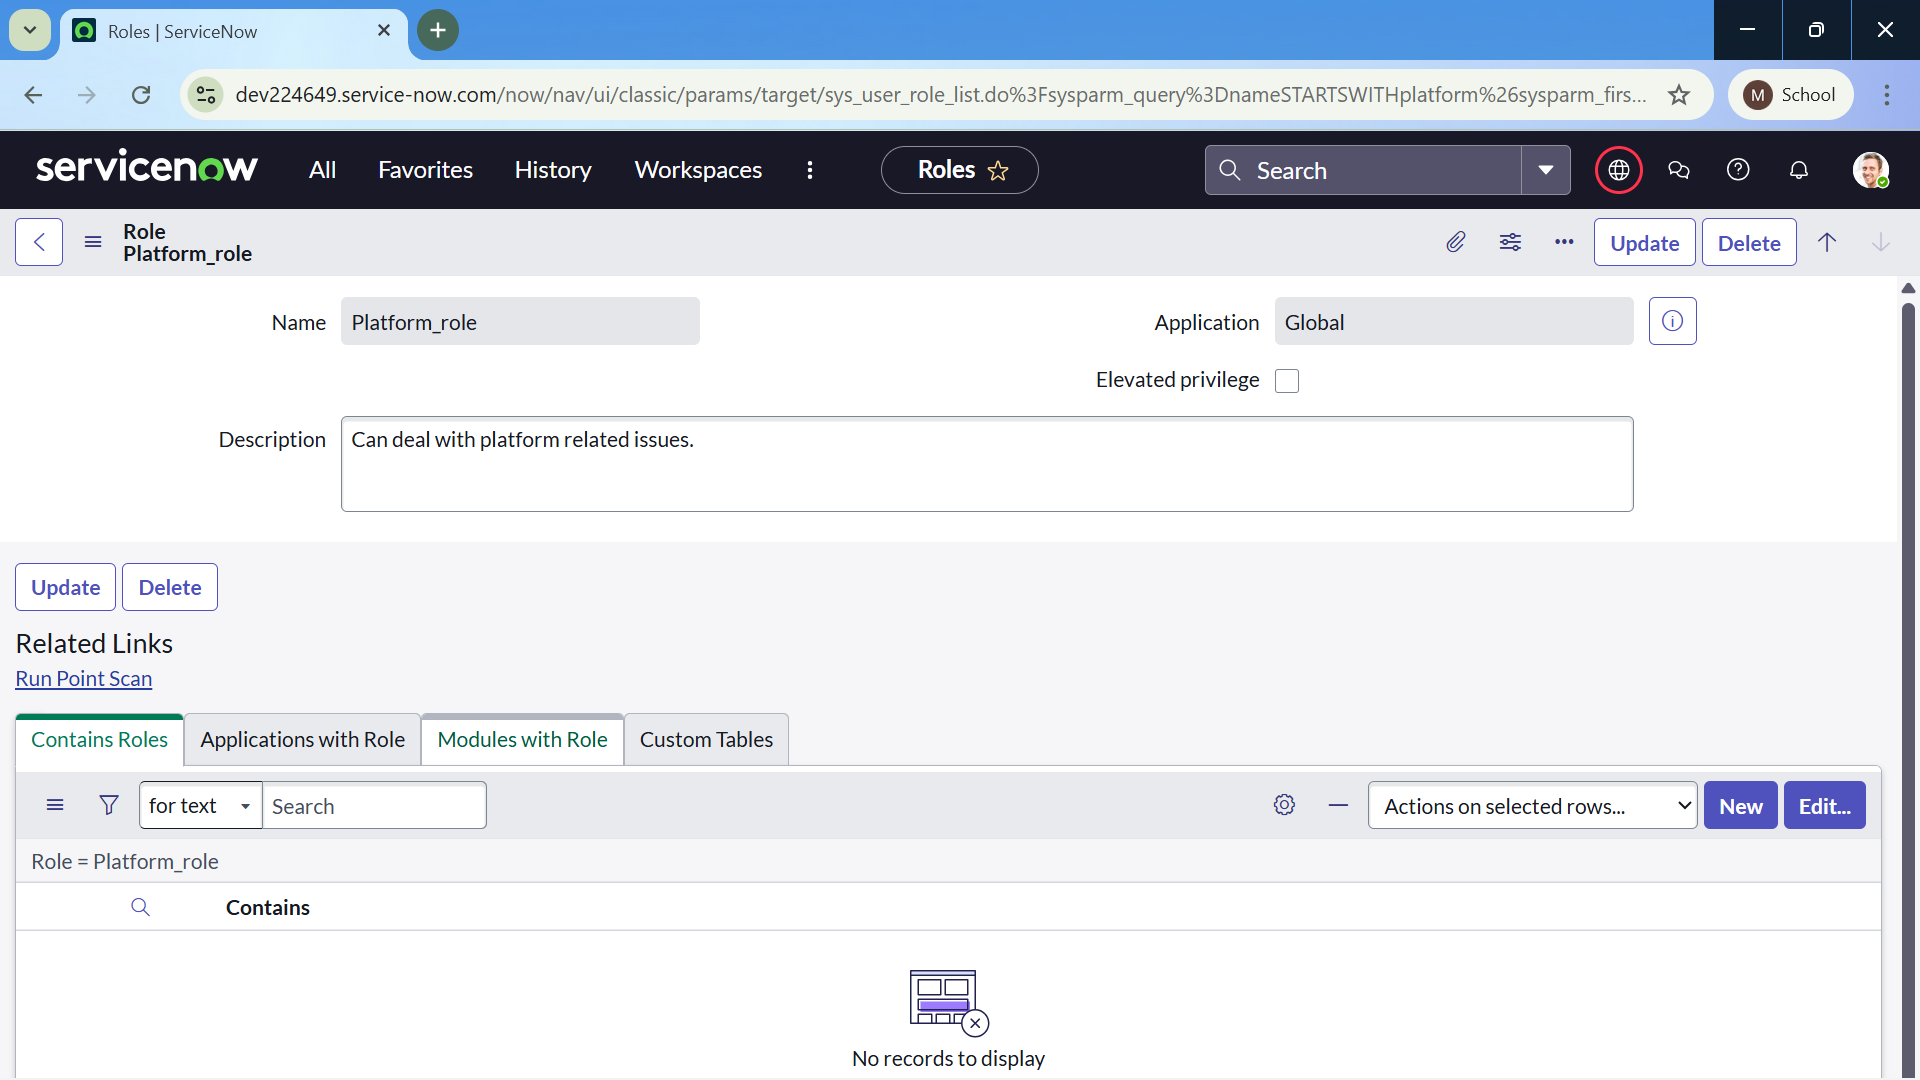 Roles | ServiceNow
dev224649.service-now.com/now/nav/ui/classic/params/target/sys_user_role_list.do%3Fsysparm_query%3DnameSTARTSWITHplatform%26sysparm_firs...
M School
servicenow All Favorites History Workspaces Roles Search
Role
Platform_role
Update Delete
Name Platform_role Application Global
Elevated privilege
Description Can deal with platform related issues.
Update Delete
Related Links
Run Point Scan
Contains Roles Applications with Role Modules with Role Custom Tables
for text Search Actions on selected rows... New Edit...
Role = Platform_role
Contains
No records to display